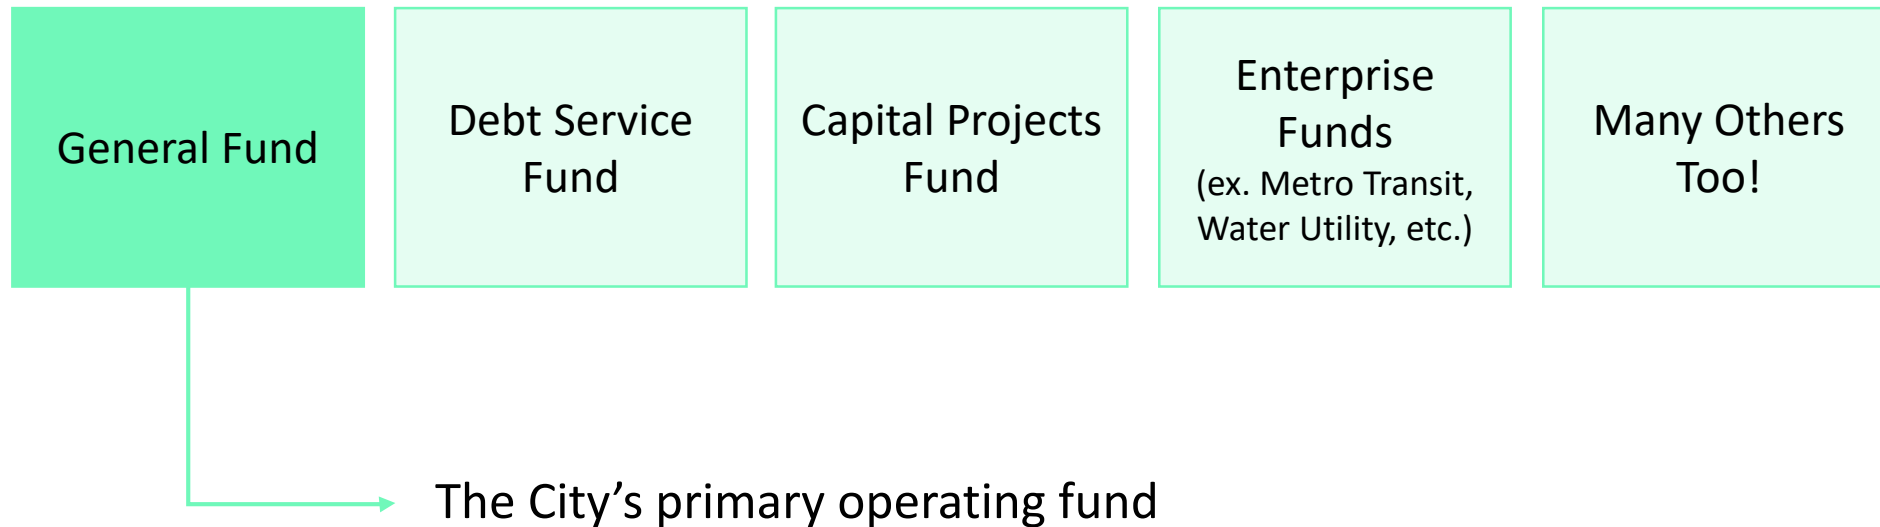 General Fund
Debt Service
Fund
Capital Projects
Fund
Enterprise
Funds
(ex. Metro Transit,
Water Utility, etc.)
Many Others
Too!
The City’s primary operating fund